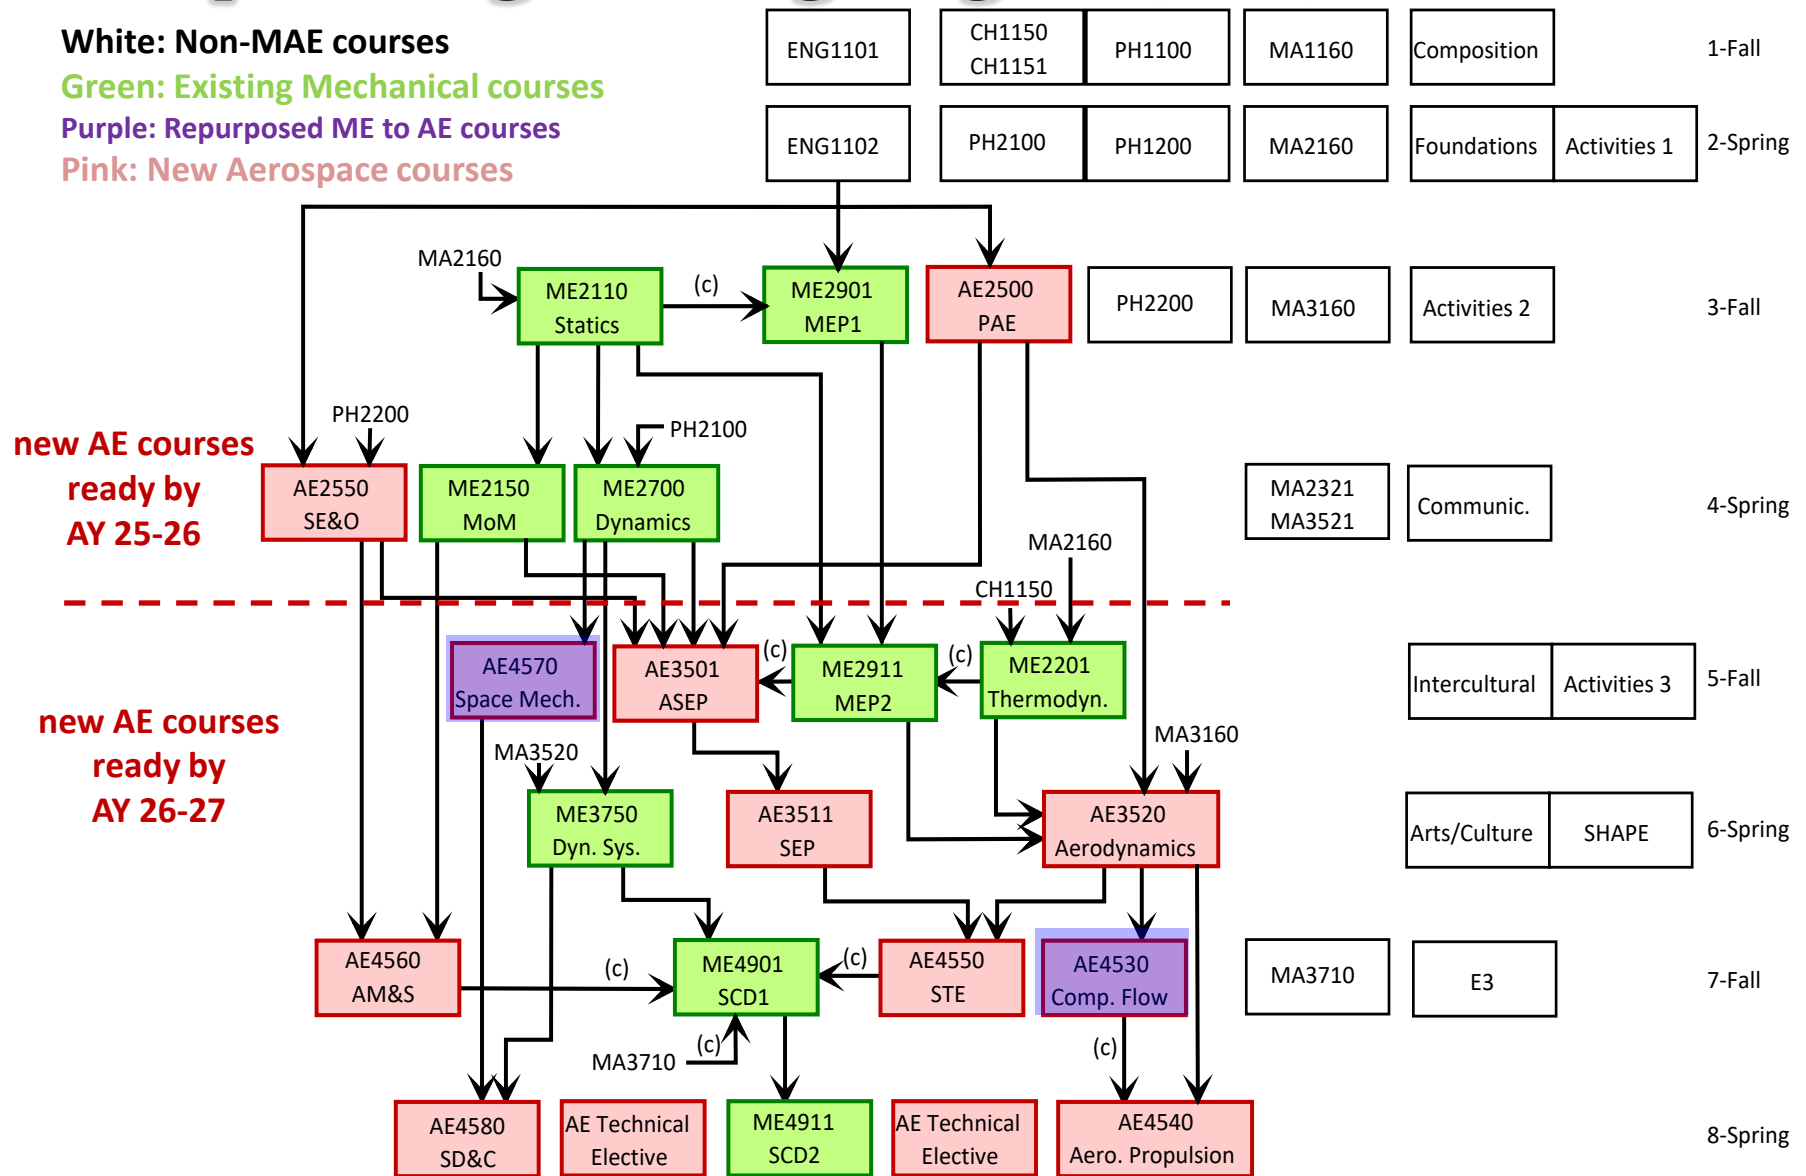 White: Non-MAE courses
Green: Existing Mechanical courses
Purple: Repurposed ME to AE courses
Pink: New Aerospace courses
ENG1101
CH1150
CH1151
PH1100
MA1160
Composition
1-Fall
ENG1102
PH2100
PH1200
MA2160
Foundations
Activities 1
2-Spring
MA2160
ME2110
Statics
(c)
ME2901
MEP1
AE2500
PAE
PH2200
MA3160
Activities 2
3-Fall
new AE courses
ready by
AY 25-26
PH2200
PH2100
AE2550
SE&O
ME2150
MoM
ME2700
Dynamics
MA2321
MA3521
Communic.
4-Spring
MA2160
CH1150
new AE courses
ready by
AY 26-27
AE4570
Space Mech.
AE3501
ASEP
(c)
ME2911
MEP2
(c)
ME2201
Thermodyn.
Intercultural
Activities 3
5-Fall
MA3520
MA3160
ME3750
Dyn. Sys.
AE3511
SEP
AE3520
Aerodynamics
Arts/Culture
SHAPE
6-Spring
AE4560
AM&S
(c)
ME4901
SCD1
(c)
AE4550
STE
AE4530
Comp. Flow
MA3710
E3
7-Fall
MA3710
(c)
(c)
AE4580
SD&C
AE Technical
Elective
ME4911
SCD2
AE Technical
Elective
AE4540
Aero. Propulsion
8-Spring